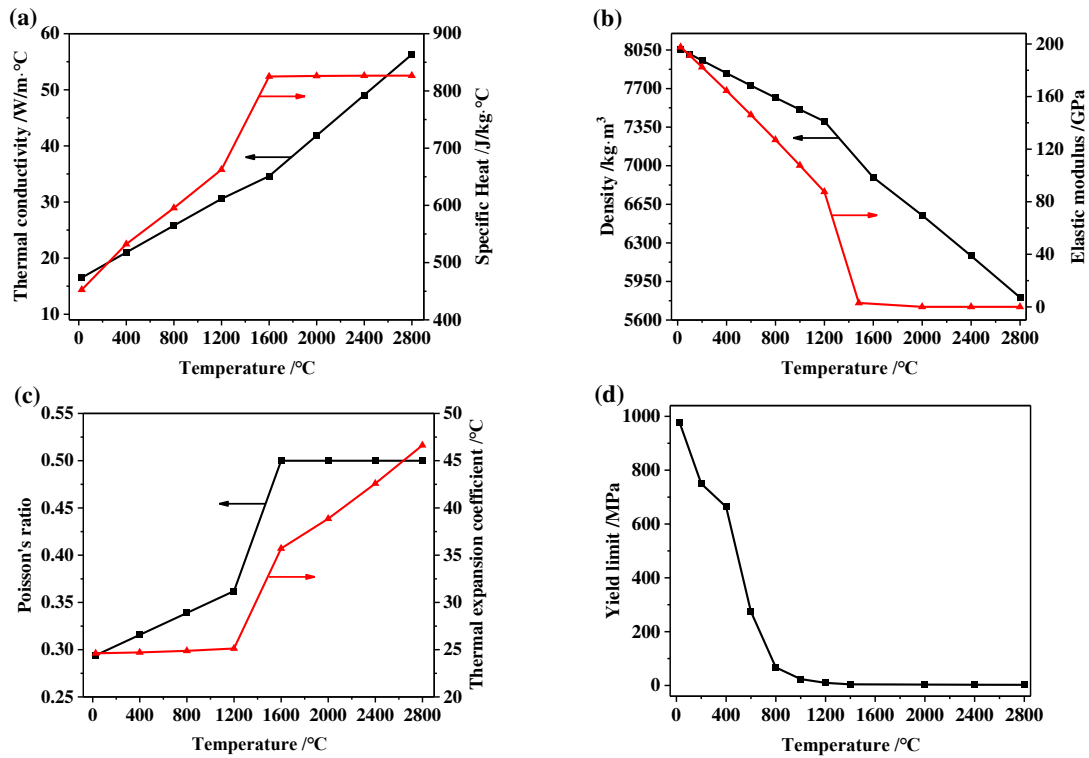 (a)
60
50
40
30
20
10
Thermal conductivity /W/m·°C
900
800
700
600
500
400
Specific Heat /J/kg·°C
0 400 800 1200 1600 2000 2400 2800
Temperature /°C
(b)
8050
7700
7350
7000
6650
6300
5950
5600
Density /kg·m³
200
160
120
80
40
0
Elastic modulus /GPa
0 400 800 1200 1600 2000 2400 2800
Temperature /°C
(c)
0.55
0.50
0.45
0.40
0.35
0.30
0.25
Poisson's ratio
50
45
40
35
30
25
20
Thermal expansion coefficient /°C
0 400 800 1200 1600 2000 2400 2800
Temperature /°C
(d)
1000
800
600
400
200
0
Yield limit /MPa
0 400 800 1200 1600 2000 2400 2800
Temperature /°C